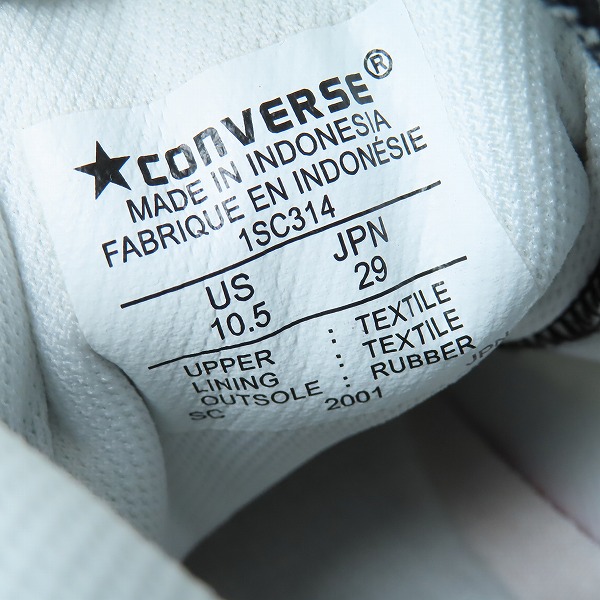 ★CONVERSE®
MADE IN INDONESIA
FABRIQUE EN INDONÉSIE
1SC314
US JPN
10.5 29
UPPER : TEXTILE
LINING : TEXTILE
OUTSOLE : RUBBER
SC 2001 JPN